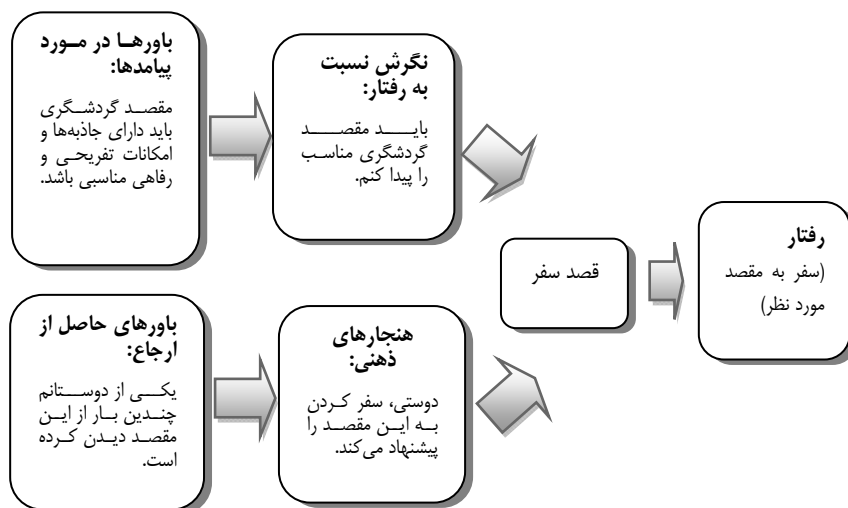 باورها در مورد
پیامدها:
مقصد گردشگری
باید دارای جاذبه‌ها و
امکانات تفریحی و
رفاهی مناسبی باشد.
نگرش نسبت
به رفتار:
باید مقصد
گردشگری مناسب
را پیدا کنم.
باورهای حاصل از
ارجاع:
یکی از دوستانم
چندین بار از این
مقصد دیدن کرده
است.
هنجارهای
ذهنی:
دوستی، سفر کردن
به این مقصد را
پیشنهاد می‌کند.
قصد سفر
رفتار
(سفر به مقصد
مورد نظر)